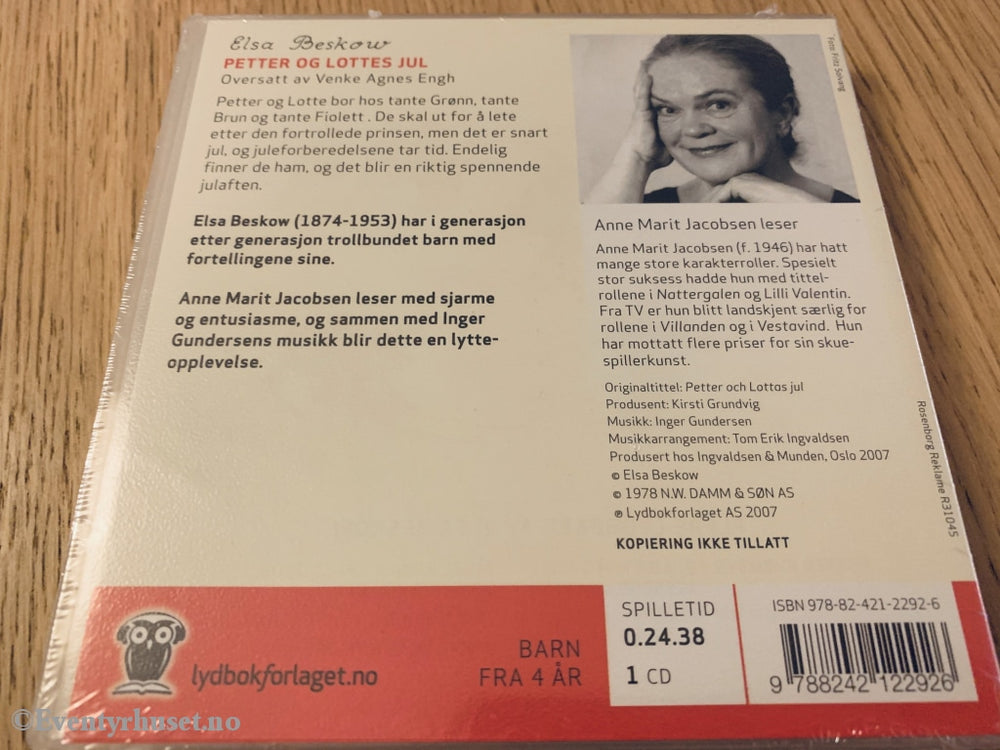 Elsa Beskow
PETTER OG LOTTES JUL
Oversatt av Venke Agnes Engh
Petter og Lotte bor hos tante Grønn, tante
Brun og tante Fiolett . De skal ut for å lete
etter den fortrollede prinsen, men det er snart
jul, og juleforberedelsene tar tid. Endelig
finner de ham, og det blir en riktig spennende
julaften.
Elsa Beskow (1874-1953) har i generasjon
etter generasjon trollbundet barn med
fortellingene sine.
Anne Marit Jacobsen leser med sjarme
og entusiasme, og sammen med Inger
Gundersens musikk blir dette en lytte-
opplevelse.
Foto: Fritz Solvang
Anne Marit Jacobsen leser
Anne Marit Jacobsen (f. 1946) har hatt
mange store karakterroller. Spesielt
stor suksess hadde hun med tittel-
rollene i Nattergalen og Lilli Valentin.
Fra TV er hun blitt landskjent særlig for
rollene i Villanden og i Vestavind. Hun
har mottatt flere priser for sin skue-
spillerkunst.
Originaltittel: Petter och Lottas jul
Produsent: Kirsti Grundvig
Musikk: Inger Gundersen
Musikkarrangement: Tom Erik Ingvaldsen
Produsert hos Ingvaldsen & Munden, Oslo 2007
© Elsa Beskow
© 1978 N.W. DAMM & SØN AS
℗ Lydbokforlaget AS 2007
KOPIERING IKKE TILLATT
Rosenborg Reklame R31045
lydbokforlaget.no
BARN
FRA 4 ÅR
SPILLETID
0.24.38
1 CD
ISBN 978-82-421-2292-6
9 788242 122926
©Eventyrhuset.no